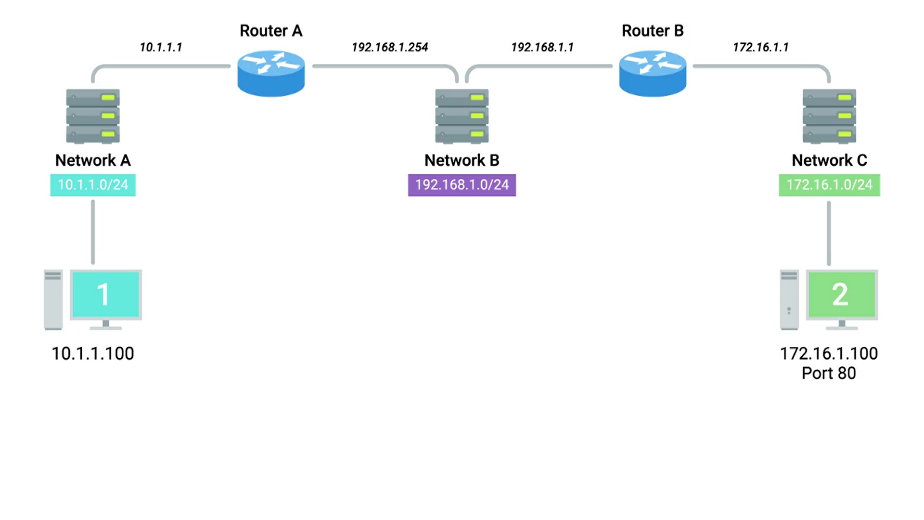 Router A
Router B
10.1.1.1
192.168.1.254
192.168.1.1
172.16.1.1
Network A
Network B
Network C
10.1.1.0/24
192.168.1.0/24
172.16.1.0/24
1
2
10.1.1.100
172.16.1.100
Port 80